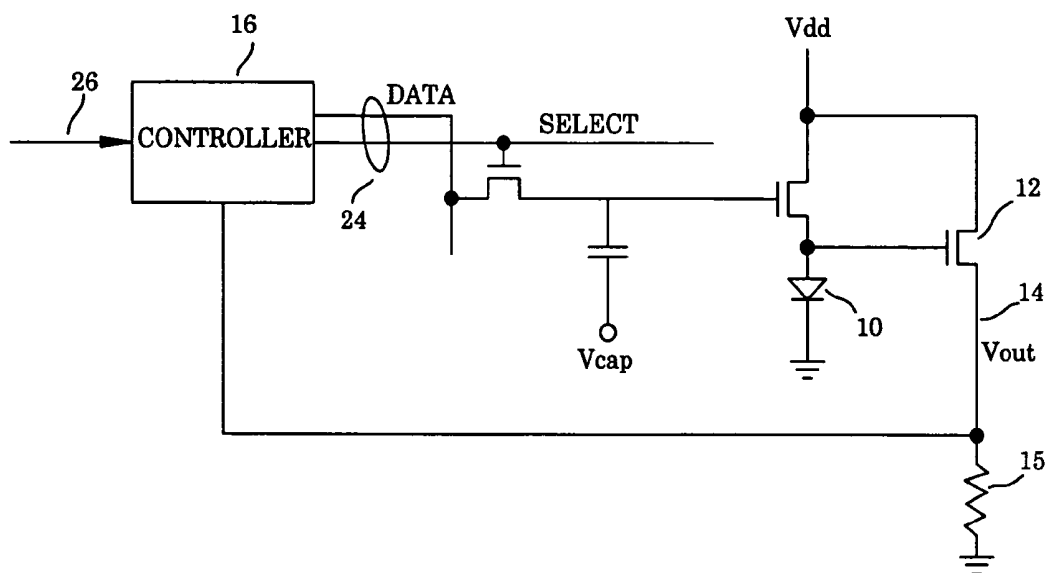 16
Vdd
26
DATA
CONTROLLER
SELECT
24
12
14
10
Vcap
Vout
15